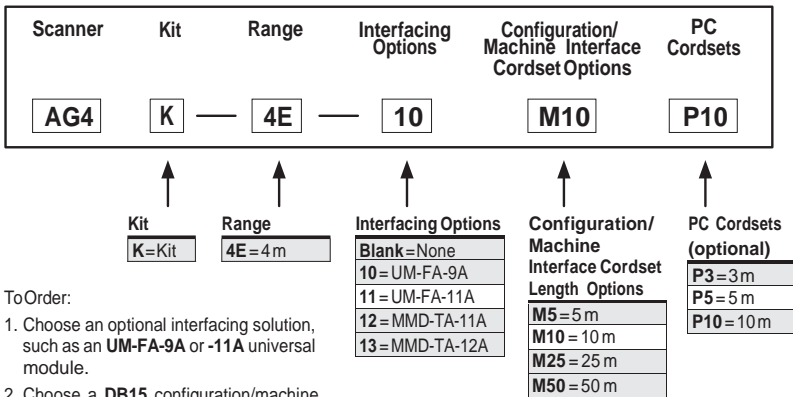 Scanner Kit Range Interfacing Options Configuration/ Machine Interface Cordset Options PC Cordsets
AG4 K — 4E — 10 M10 P10
Kit
K=Kit
Range
4E=4m
Interfacing Options
Blank=None
10=UM-FA-9A
11=UM-FA-11A
12=MMD-TA-11A
13=MMD-TA-12A
Configuration/
Machine
Interface Cordset
Length Options
M5=5 m
M10=10 m
M25=25 m
M50=50 m
PC Cordsets
(optional)
P3=3m
P5=5 m
P10=10m
To Order:
1. Choose an optional interfacing solution,
such as an UM-FA-9A or -11A universal
module.
2. Choose a DB15 configuration/machine